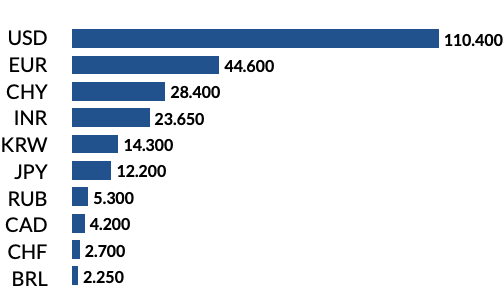 USD 110.400
EUR 44.600
CHY 28.400
INR 23.650
KRW 14.300
JPY 12.200
RUB 5.300
CAD 4.200
CHF 2.700
BRL 2.250